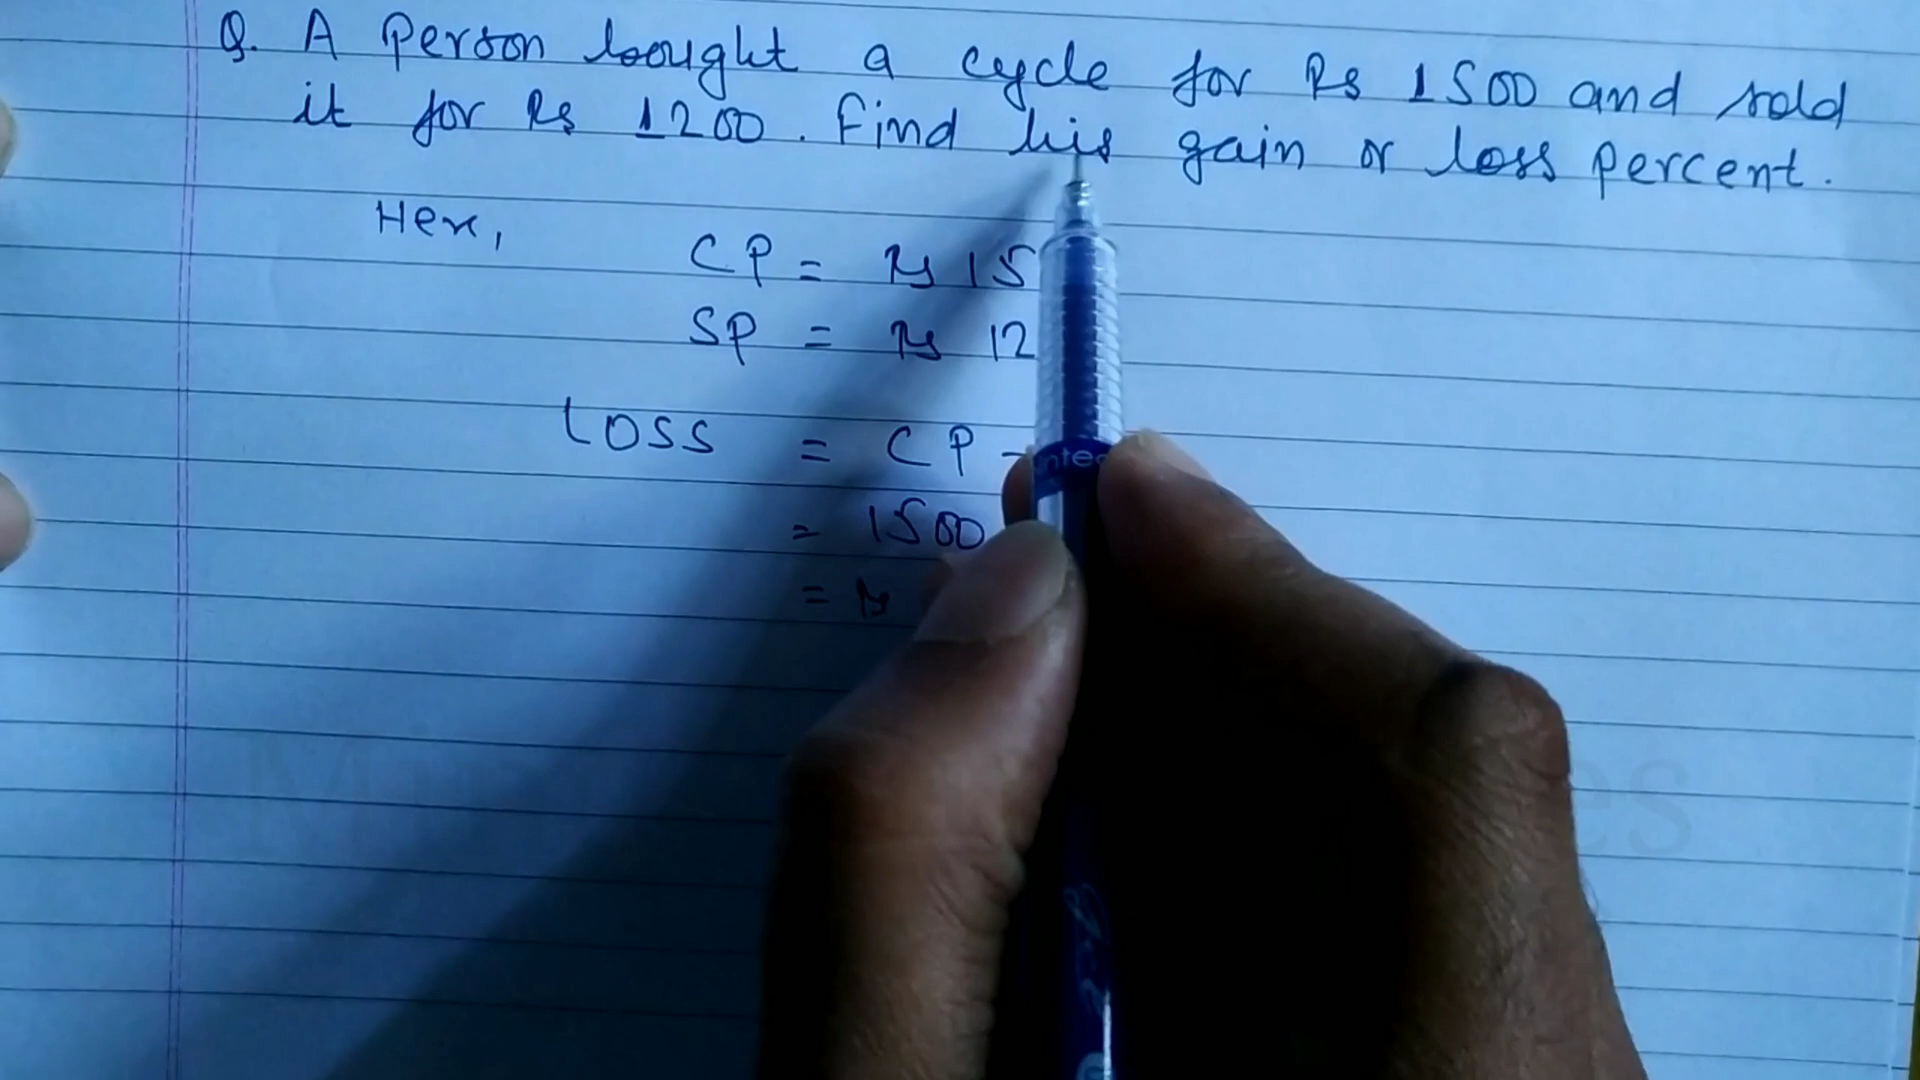 Q. A person bought a cycle for Rs 1500 and sold
it for Rs 1200. Find his gain or loss percent.
Here,
CP = Rs 15
SP = Rs 12
Loss = CP -
= 1500
= Rs